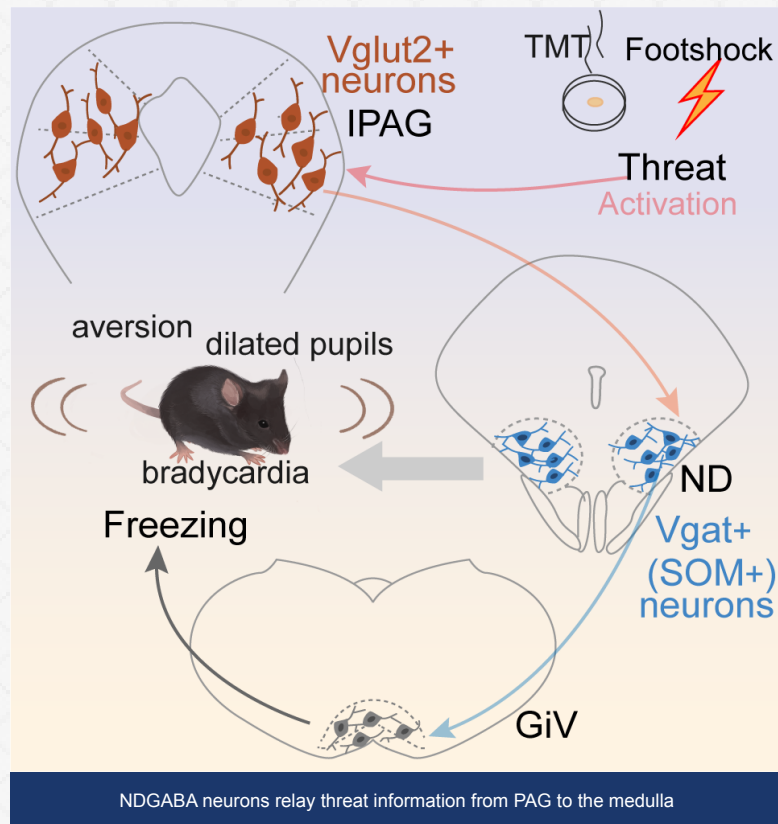 Vglut2+
neurons
lPAG
TMT
Footshock
Threat
Activation
aversion
dilated pupils
bradycardia
Freezing
ND
Vgat+
(SOM+)
neurons
GiV
NDGABA neurons relay threat information from PAG to the medulla